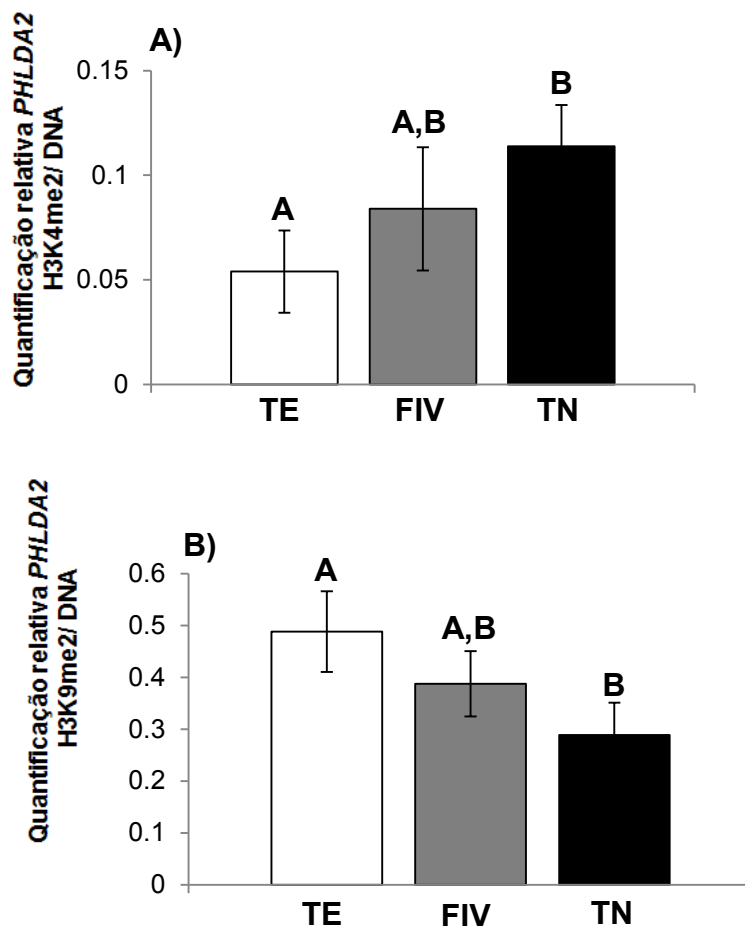 A)
Quantificação relativa PHLDA2
H3K4me2/ DNA
0.15
0.1
0.05
0
A
A,B
B
TE
FIV
TN
B)
Quantificação relativa PHLDA2
H3K9me2/ DNA
0.6
0.5
0.4
0.3
0.2
0.1
0
A
A,B
B
TE
FIV
TN